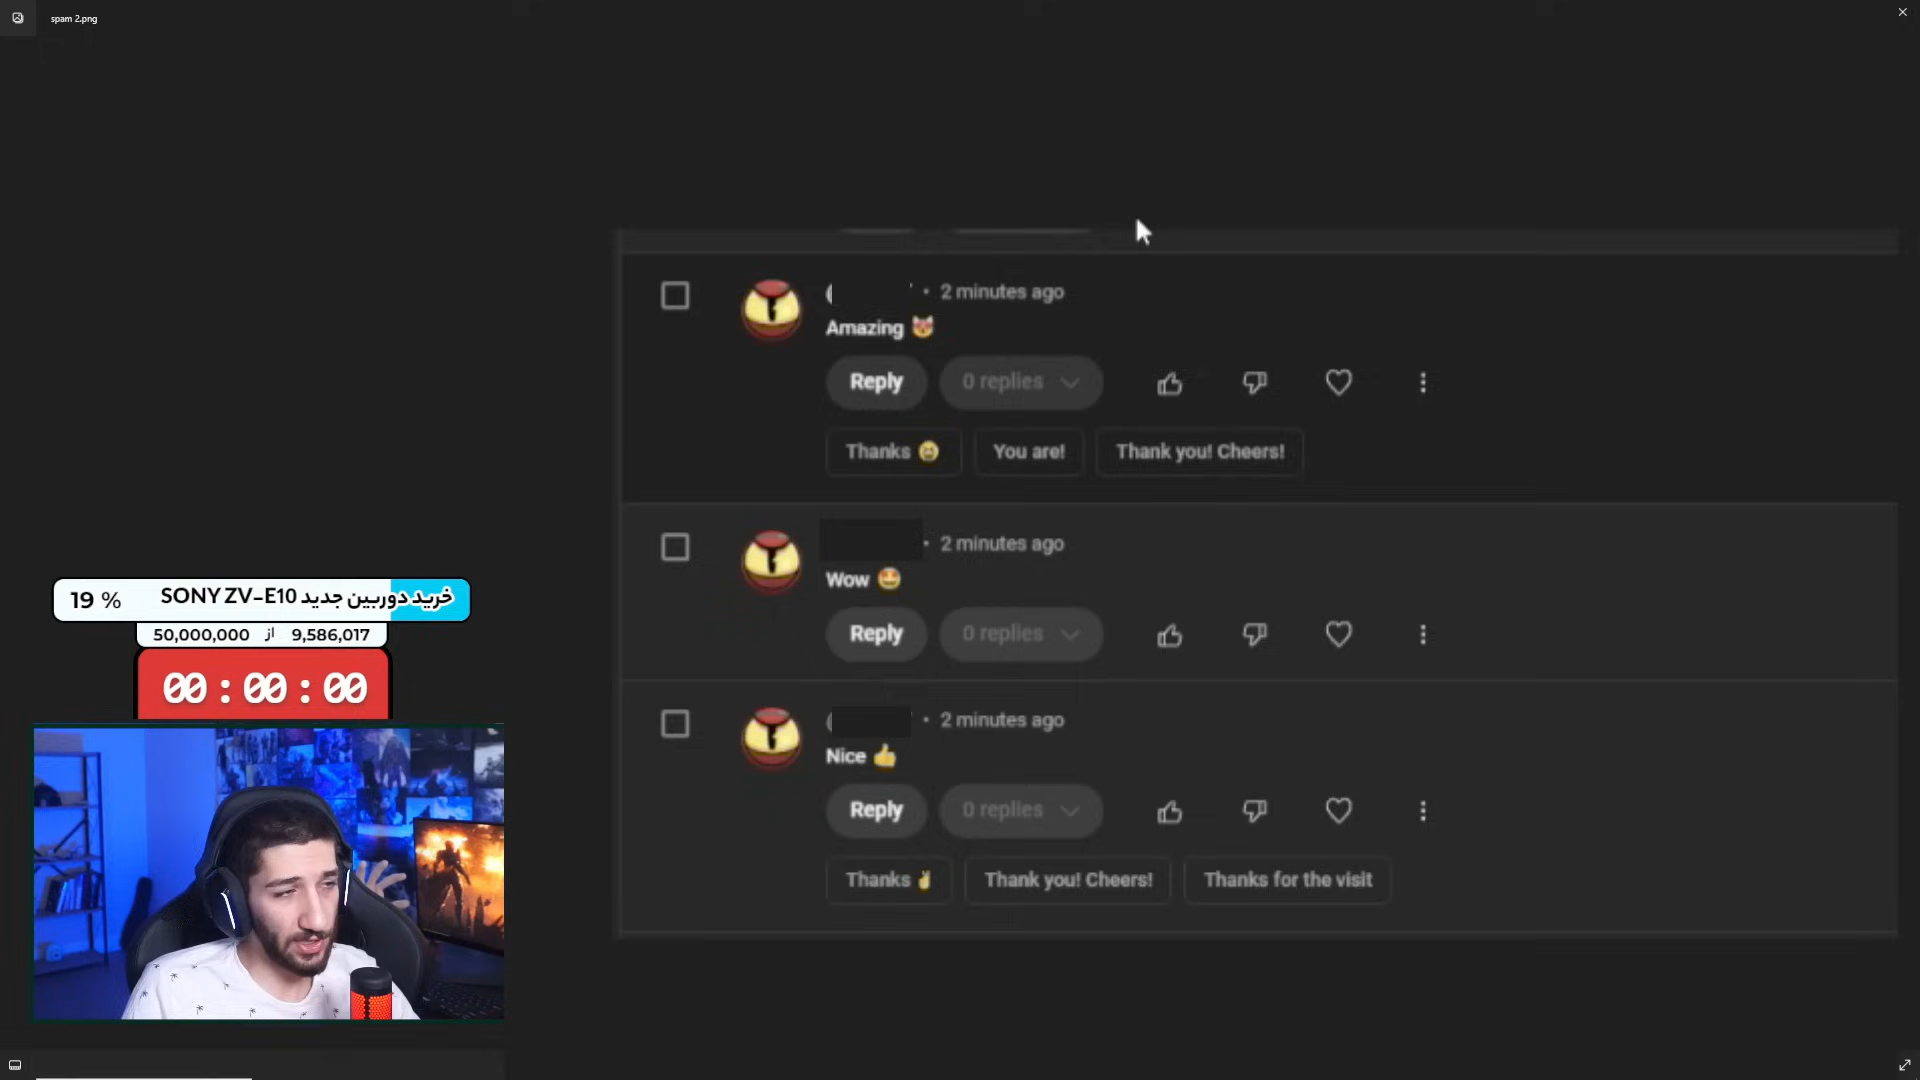 spam 2.png
2 minutes ago
Amazing 😻
Reply
0 replies
Thanks 😄
You are!
Thank you! Cheers!
2 minutes ago
Wow 🤩
Reply
0 replies
2 minutes ago
Nice 👍
Reply
0 replies
Thanks ✌
Thank you! Cheers!
Thanks for the visit
خرید دوربین جدید SONY ZV-E10
19 %
9,586,017 از 50,000,000
00 : 00 : 00